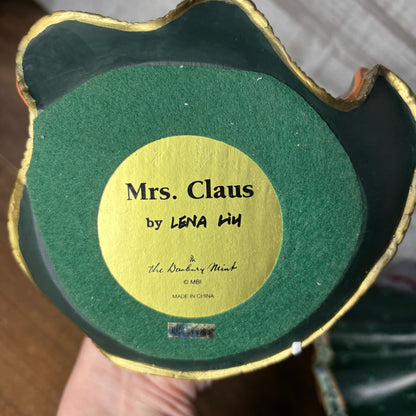 Mrs. Claus
by LENA LIU
The Danbury Mint
© MBI
MADE IN CHINA